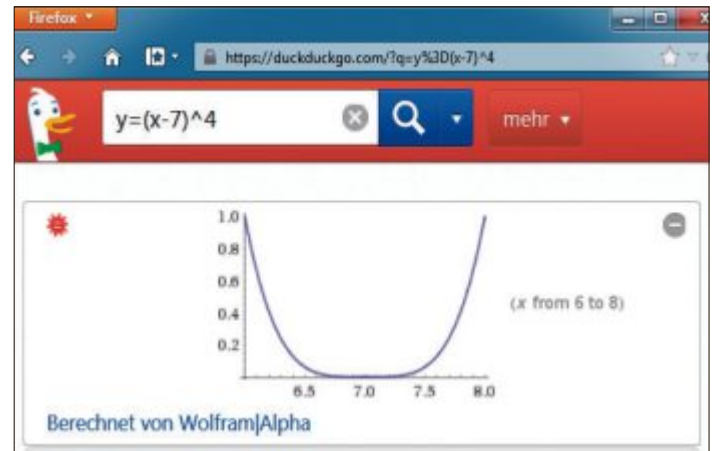 Firefox
https://duckduckgo.com/?q=y%3D(x-7)^4
y=(x-7)^4
mehr
1.0
0.8
0.6
0.4
0.2
(x from 6 to 8)
6.5 7.0 7.5 8.0
Berechnet von Wolfram|Alpha